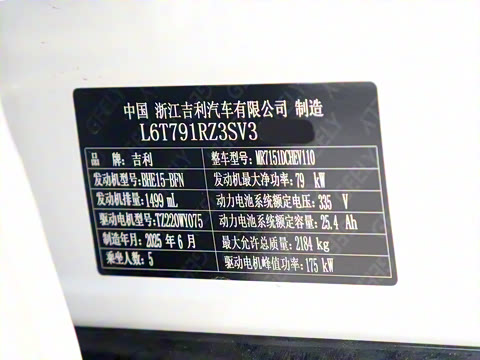 中国 浙江吉利汽车有限公司 制造
L6T791RZ3SV3
品 牌: 吉利 整车型号: MR7151DCHEV110
发动机型号: BHE15-BFN 发动机最大净功率: 79 kW
发动机排量: 1499 mL 动力电池系统额定电压: 335 V
驱动电机型号: YZ220WY075 动力电池系统额定容量: 25.4 Ah
制造年月: 2025 年 6 月 最大允许总质量: 2184 kg
乘坐人数: 5 驱动电机峰值功率: 175 kW